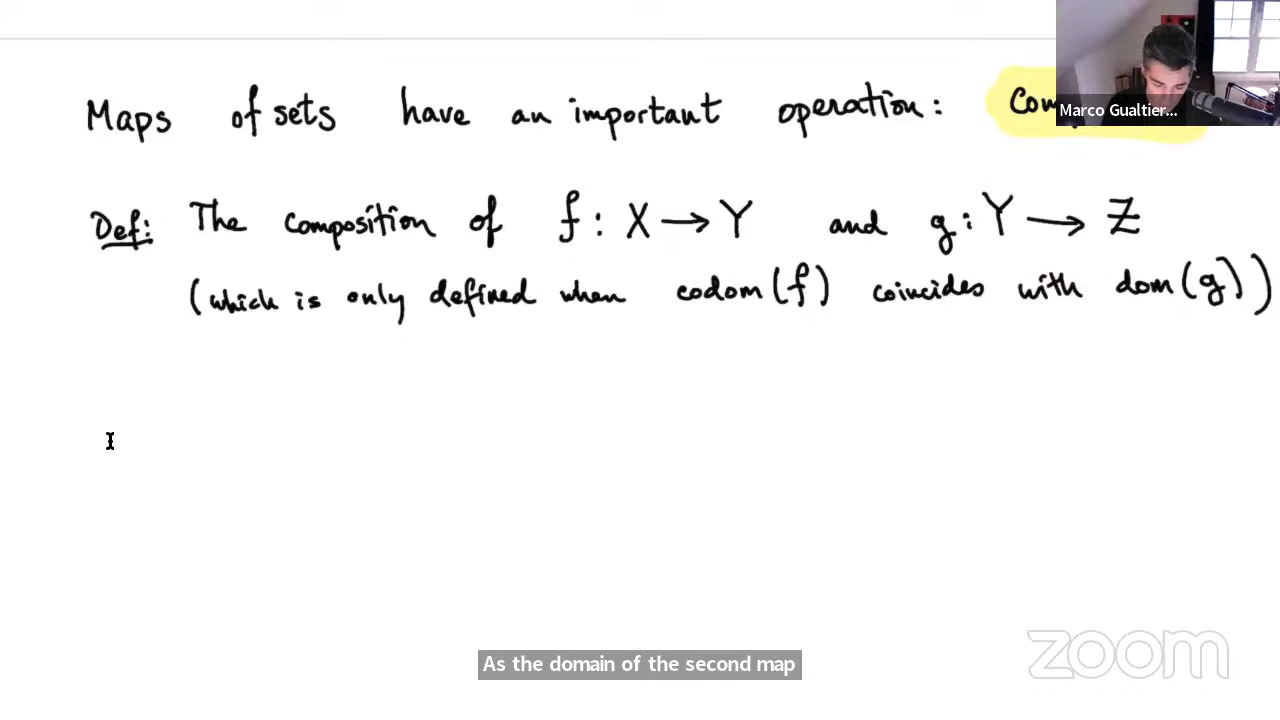 Maps of sets have an important operation:
Marco Gualtier...
Def: The composition of f : X → Y and g : Y → Z
(which is only defined when codom(f) coincides with dom(g))
As the domain of the second map
zoom